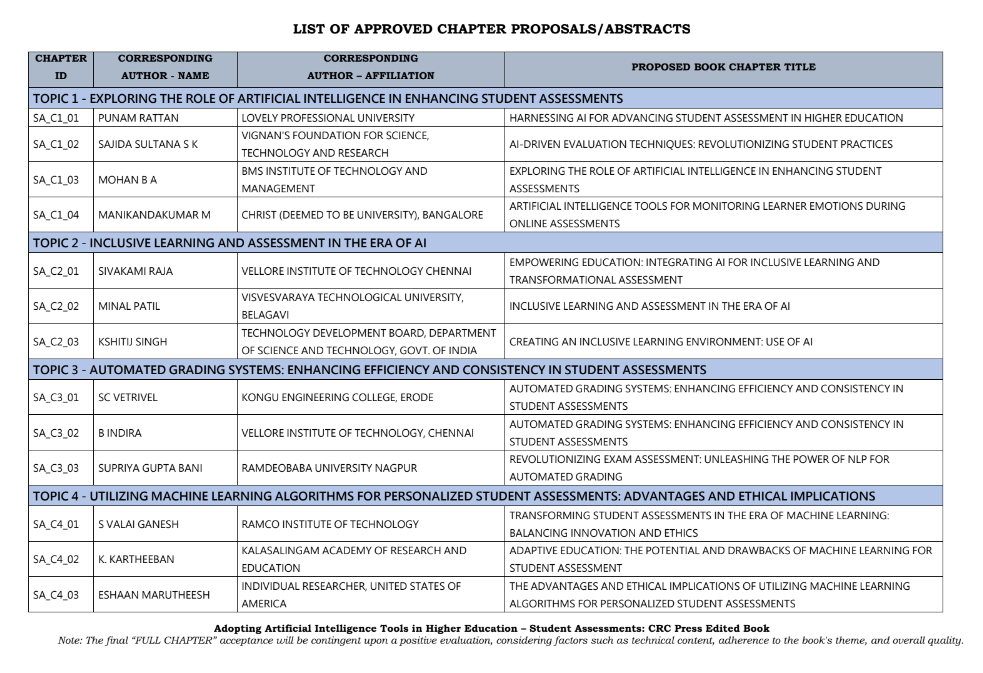 LIST OF APPROVED CHAPTER PROPOSALS/ABSTRACTS
CHAPTER ID CORRESPONDING AUTHOR - NAME CORRESPONDING AUTHOR – AFFILIATION PROPOSED BOOK CHAPTER TITLE
TOPIC 1 - EXPLORING THE ROLE OF ARTIFICIAL INTELLIGENCE IN ENHANCING STUDENT ASSESSMENTS
SA_C1_01 PUNAM RATTAN LOVELY PROFESSIONAL UNIVERSITY HARNESSING AI FOR ADVANCING STUDENT ASSESSMENT IN HIGHER EDUCATION
SA_C1_02 SAJIDA SULTANA S K VIGNAN'S FOUNDATION FOR SCIENCE, TECHNOLOGY AND RESEARCH AI-DRIVEN EVALUATION TECHNIQUES: REVOLUTIONIZING STUDENT PRACTICES
SA_C1_03 MOHAN B A BMS INSTITUTE OF TECHNOLOGY AND MANAGEMENT EXPLORING THE ROLE OF ARTIFICIAL INTELLIGENCE IN ENHANCING STUDENT ASSESSMENTS
SA_C1_04 MANIKANDAKUMAR M CHRIST (DEEMED TO BE UNIVERSITY), BANGALORE ARTIFICIAL INTELLIGENCE TOOLS FOR MONITORING LEARNER EMOTIONS DURING ONLINE ASSESSMENTS
TOPIC 2 - INCLUSIVE LEARNING AND ASSESSMENT IN THE ERA OF AI
SA_C2_01 SIVAKAMI RAJA VELLORE INSTITUTE OF TECHNOLOGY CHENNAI EMPOWERING EDUCATION: INTEGRATING AI FOR INCLUSIVE LEARNING AND TRANSFORMATIONAL ASSESSMENT
SA_C2_02 MINAL PATIL VISVESVARAYA TECHNOLOGICAL UNIVERSITY, BELAGAVI INCLUSIVE LEARNING AND ASSESSMENT IN THE ERA OF AI
SA_C2_03 KSHITIJ SINGH TECHNOLOGY DEVELOPMENT BOARD, DEPARTMENT OF SCIENCE AND TECHNOLOGY, GOVT. OF INDIA CREATING AN INCLUSIVE LEARNING ENVIRONMENT: USE OF AI
TOPIC 3 - AUTOMATED GRADING SYSTEMS: ENHANCING EFFICIENCY AND CONSISTENCY IN STUDENT ASSESSMENTS
SA_C3_01 SC VETRIVEL KONGU ENGINEERING COLLEGE, ERODE AUTOMATED GRADING SYSTEMS: ENHANCING EFFICIENCY AND CONSISTENCY IN STUDENT ASSESSMENTS
SA_C3_02 B INDIRA VELLORE INSTITUTE OF TECHNOLOGY, CHENNAI AUTOMATED GRADING SYSTEMS: ENHANCING EFFICIENCY AND CONSISTENCY IN STUDENT ASSESSMENTS
SA_C3_03 SUPRIYA GUPTA BANI RAMDEOBABA UNIVERSITY NAGPUR REVOLUTIONIZING EXAM ASSESSMENT: UNLEASHING THE POWER OF NLP FOR AUTOMATED GRADING
TOPIC 4 - UTILIZING MACHINE LEARNING ALGORITHMS FOR PERSONALIZED STUDENT ASSESSMENTS: ADVANTAGES AND ETHICAL IMPLICATIONS
SA_C4_01 S VALAI GANESH RAMCO INSTITUTE OF TECHNOLOGY TRANSFORMING STUDENT ASSESSMENTS IN THE ERA OF MACHINE LEARNING: BALANCING INNOVATION AND ETHICS
SA_C4_02 K. KARTHEEBAN KALASALINGAM ACADEMY OF RESEARCH AND EDUCATION ADAPTIVE EDUCATION: THE POTENTIAL AND DRAWBACKS OF MACHINE LEARNING FOR STUDENT ASSESSMENT
SA_C4_03 ESHAAN MARUTHEESH INDIVIDUAL RESEARCHER, UNITED STATES OF AMERICA THE ADVANTAGES AND ETHICAL IMPLICATIONS OF UTILIZING MACHINE LEARNING ALGORITHMS FOR PERSONALIZED STUDENT ASSESSMENTS
Adopting Artificial Intelligence Tools in Higher Education – Student Assessments: CRC Press Edited Book
Note: The final “FULL CHAPTER” acceptance will be contingent upon a positive evaluation, considering factors such as technical content, adherence to the book's theme, and overall quality.